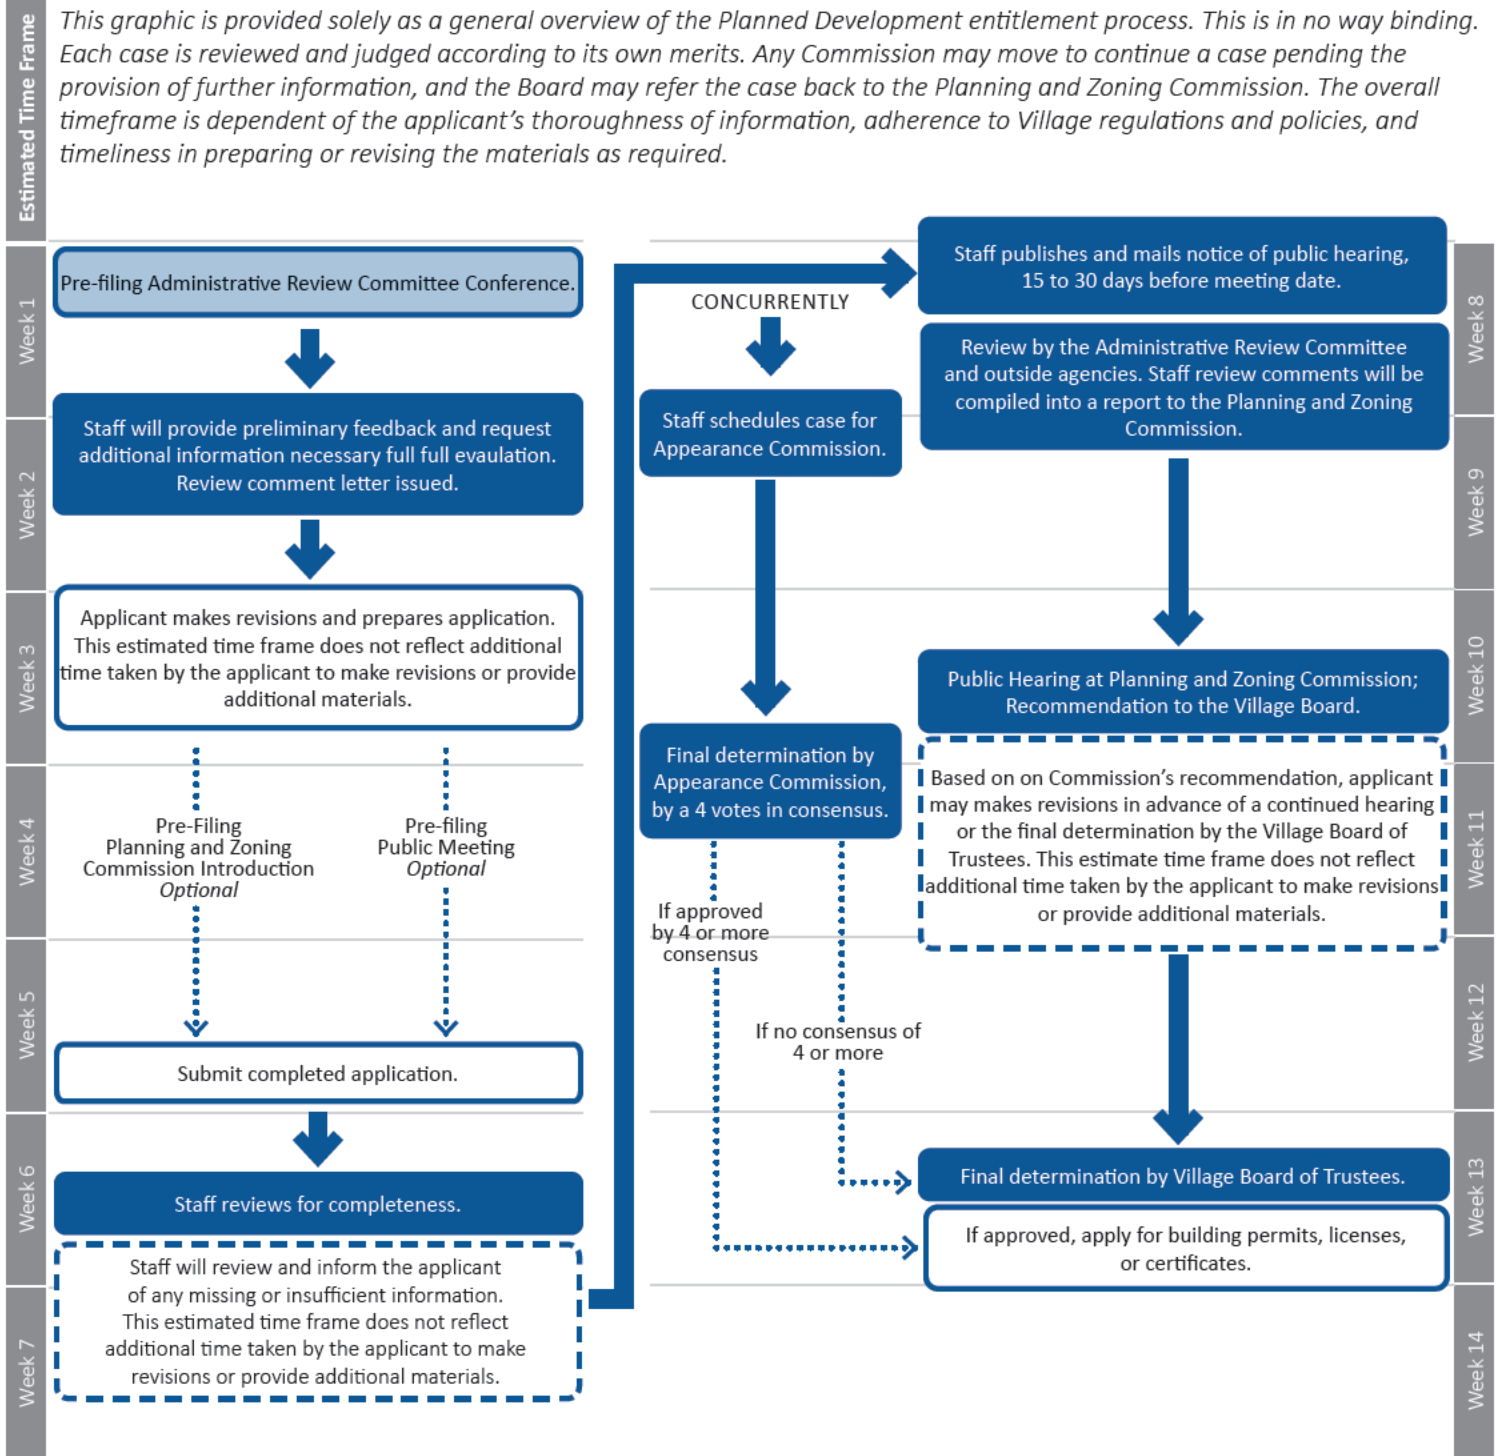 Estimated Time Frame
This graphic is provided solely as a general overview of the Planned Development entitlement process. This is in no way binding.
Each case is reviewed and judged according to its own merits. Any Commission may move to continue a case pending the
provision of further information, and the Board may refer the case back to the Planning and Zoning Commission. The overall
timeframe is dependent of the applicant's thoroughness of information, adherence to Village regulations and policies, and
timeliness in preparing or revising the materials as required.
Week 1
Pre-filing Administrative Review Committee Conference.
Week 2
Staff will provide preliminary feedback and request
additional information necessary full full evaulation.
Review comment letter issued.
Week 3
Applicant makes revisions and prepares application.
This estimated time frame does not reflect additional
time taken by the applicant to make revisions or provide
additional materials.
Week 4
Pre-Filing
Planning and Zoning
Commission Introduction
Optional
Pre-filing
Public Meeting
Optional
Week 5
Submit completed application.
Week 6
Staff reviews for completeness.
Week 7
Staff will review and inform the applicant
of any missing or insufficient information.
This estimated time frame does not reflect
additional time taken by the applicant to make
revisions or provide additional materials.
CONCURRENTLY
Staff schedules case for
Appearance Commission.
Final determination by
Appearance Commission,
by a 4 votes in consensus.
If approved
by 4 or more
consensus
If no consensus of
4 or more
Staff publishes and mails notice of public hearing,
15 to 30 days before meeting date.
Week 8
Review by the Administrative Review Committee
and outside agencies. Staff review comments will be
compiled into a report to the Planning and Zoning
Commission.
Week 9
Week 10
Public Hearing at Planning and Zoning Commission;
Recommendation to the Village Board.
Week 11
Based on on Commission's recommendation, applicant
may makes revisions in advance of a continued hearing
or the final determination by the Village Board of
Trustees. This estimate time frame does not reflect
additional time taken by the applicant to make revisions
or provide additional materials.
Week 12
Week 13
Final determination by Village Board of Trustees.
If approved, apply for building permits, licenses,
or certificates.
Week 14